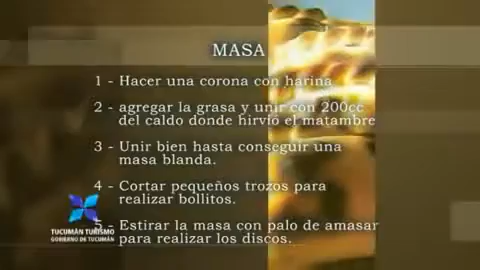 MASA
1 - Hacer una corona con harina
2 - agregar la grasa y unir con 200cc
del caldo donde hirvió el matambre
3 - Unir bien hasta conseguir una
masa blanda.
4 - Cortar pequeños trozos para
realizar bollitos.
5 - Estirar la masa con palo de amasar
para realizar los discos.
TUCUMÁN TURISMO
GOBIERNO DE TUCUMÁN